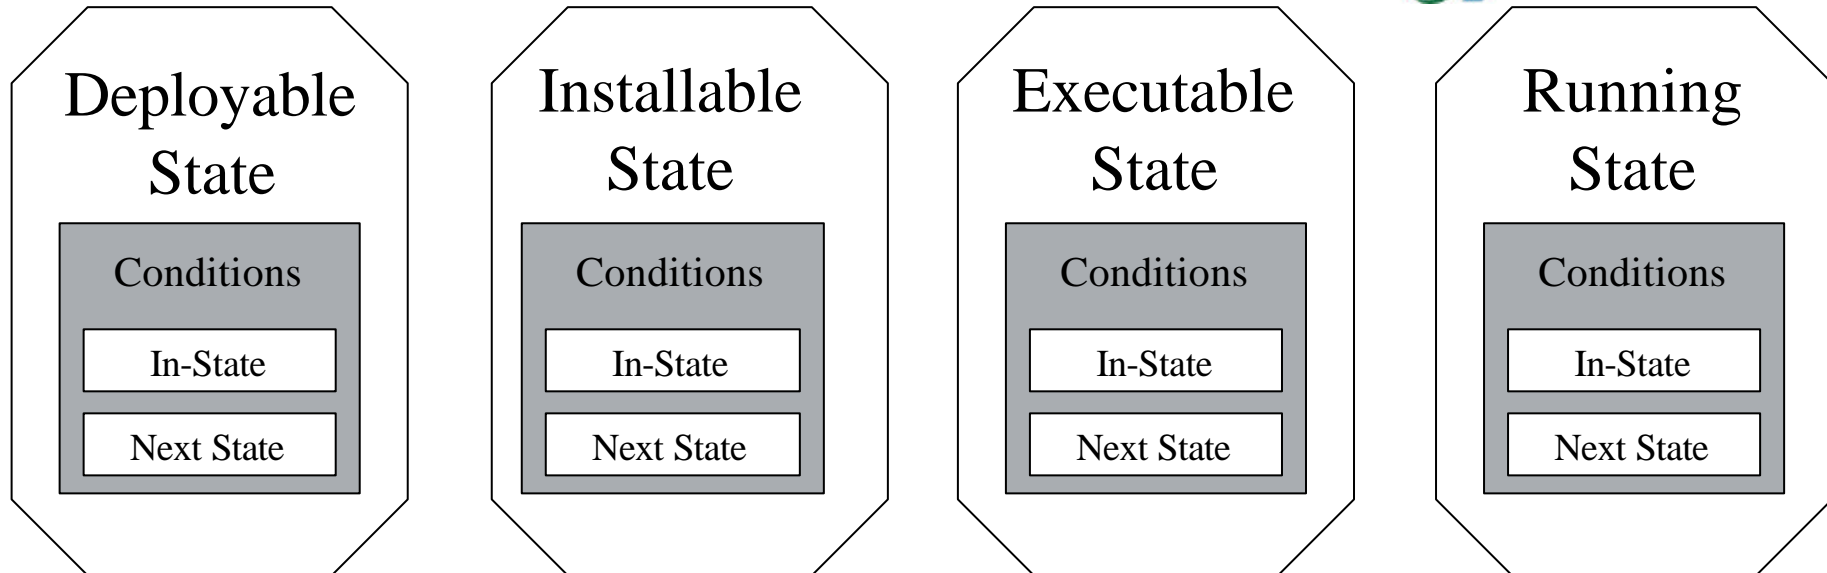 Deployable
State
Conditions
In-State
Next State
Installable
State
Conditions
In-State
Next State
Executable
State
Conditions
In-State
Next State
Running
State
Conditions
In-State
Next State